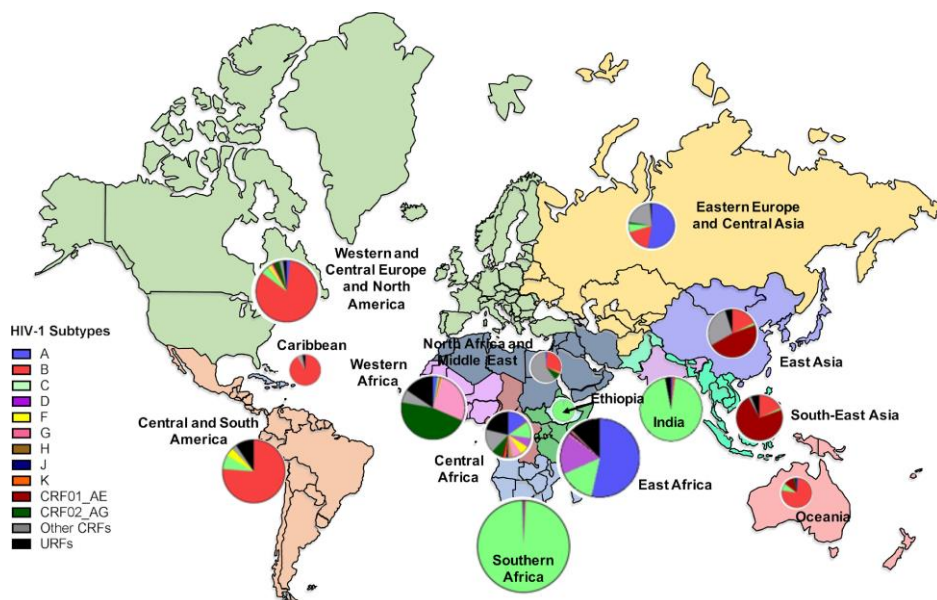 Eastern Europe
and Central Asia
Western and
Central Europe
and North
America
HIV-1 Subtypes
A
B
C
D
F
G
H
J
K
CRF01_AE
CRF02_AG
Other CRFs
URFs
Caribbean
North Africa and
Middle East
East Asia
Western
Africa
Ethiopia
India
South-East Asia
Central and South
America
Central
Africa
East Africa
Oceania
Southern
Africa